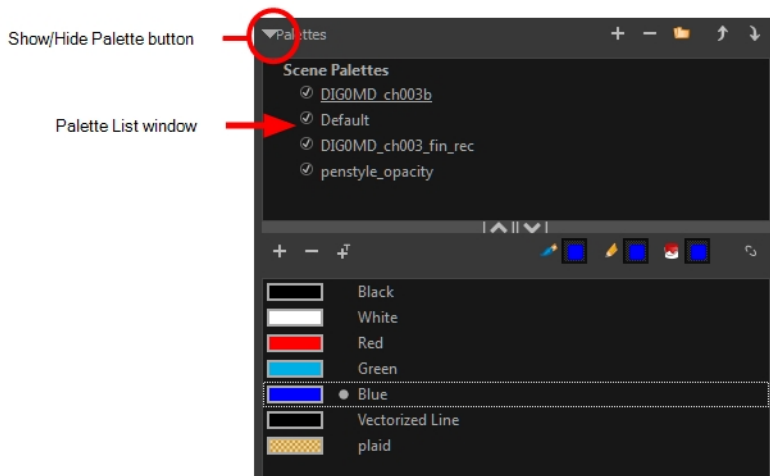 Show/Hide Palette button
Palettes
Scene Palettes
DIG0MD_ch003b
Palette List window
Default
DIG0MD_ch003_fin_rec
penstyle_opacity
Black
White
Red
Green
Blue
Vectorized Line
plaid